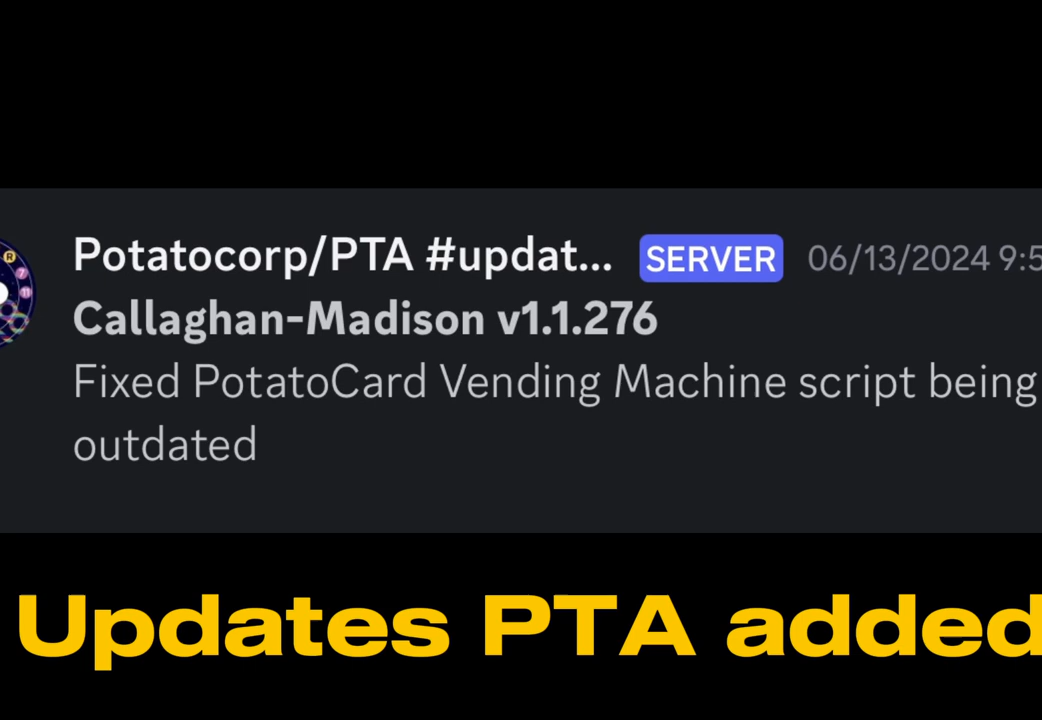 Potatocorp/PTA #updat... SERVER 06/13/2024 9:5
Callaghan-Madison v1.1.276
Fixed PotatoCard Vending Machine script being
outdated
Updates PTA added